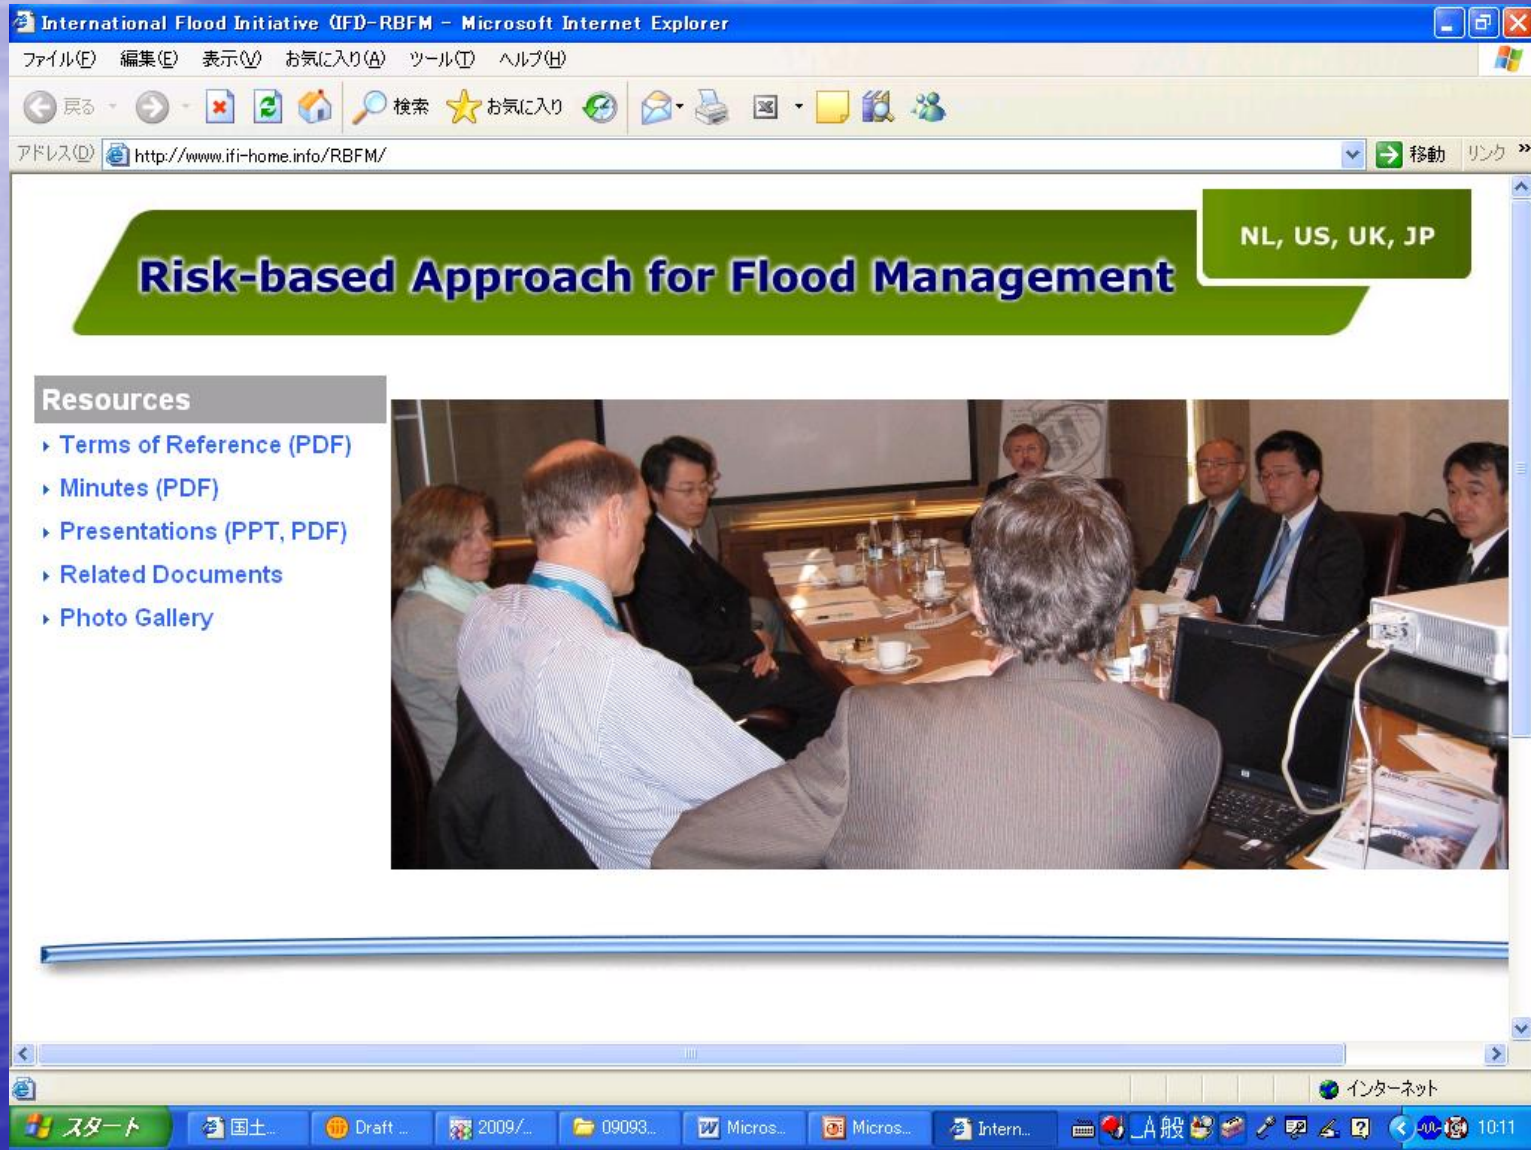 International Flood Initiative (IFI)-RBFM - Microsoft Internet Explorer
ファイル(F) 編集(E) 表示(V) お気に入り(A) ツール(T) ヘルプ(H)
戻る 検索 お気に入り
アドレス(D) http://www.ifi-home.info/RBFM/ 移動 リンク »
NL, US, UK, JP
Risk-based Approach for Flood Management
Resources
Terms of Reference (PDF)
Minutes (PDF)
Presentations (PPT, PDF)
Related Documents
Photo Gallery
インターネット
スタート 国土... Draft ... 2009/... 09093... Micros... Micros... Intern... A 般 10:11